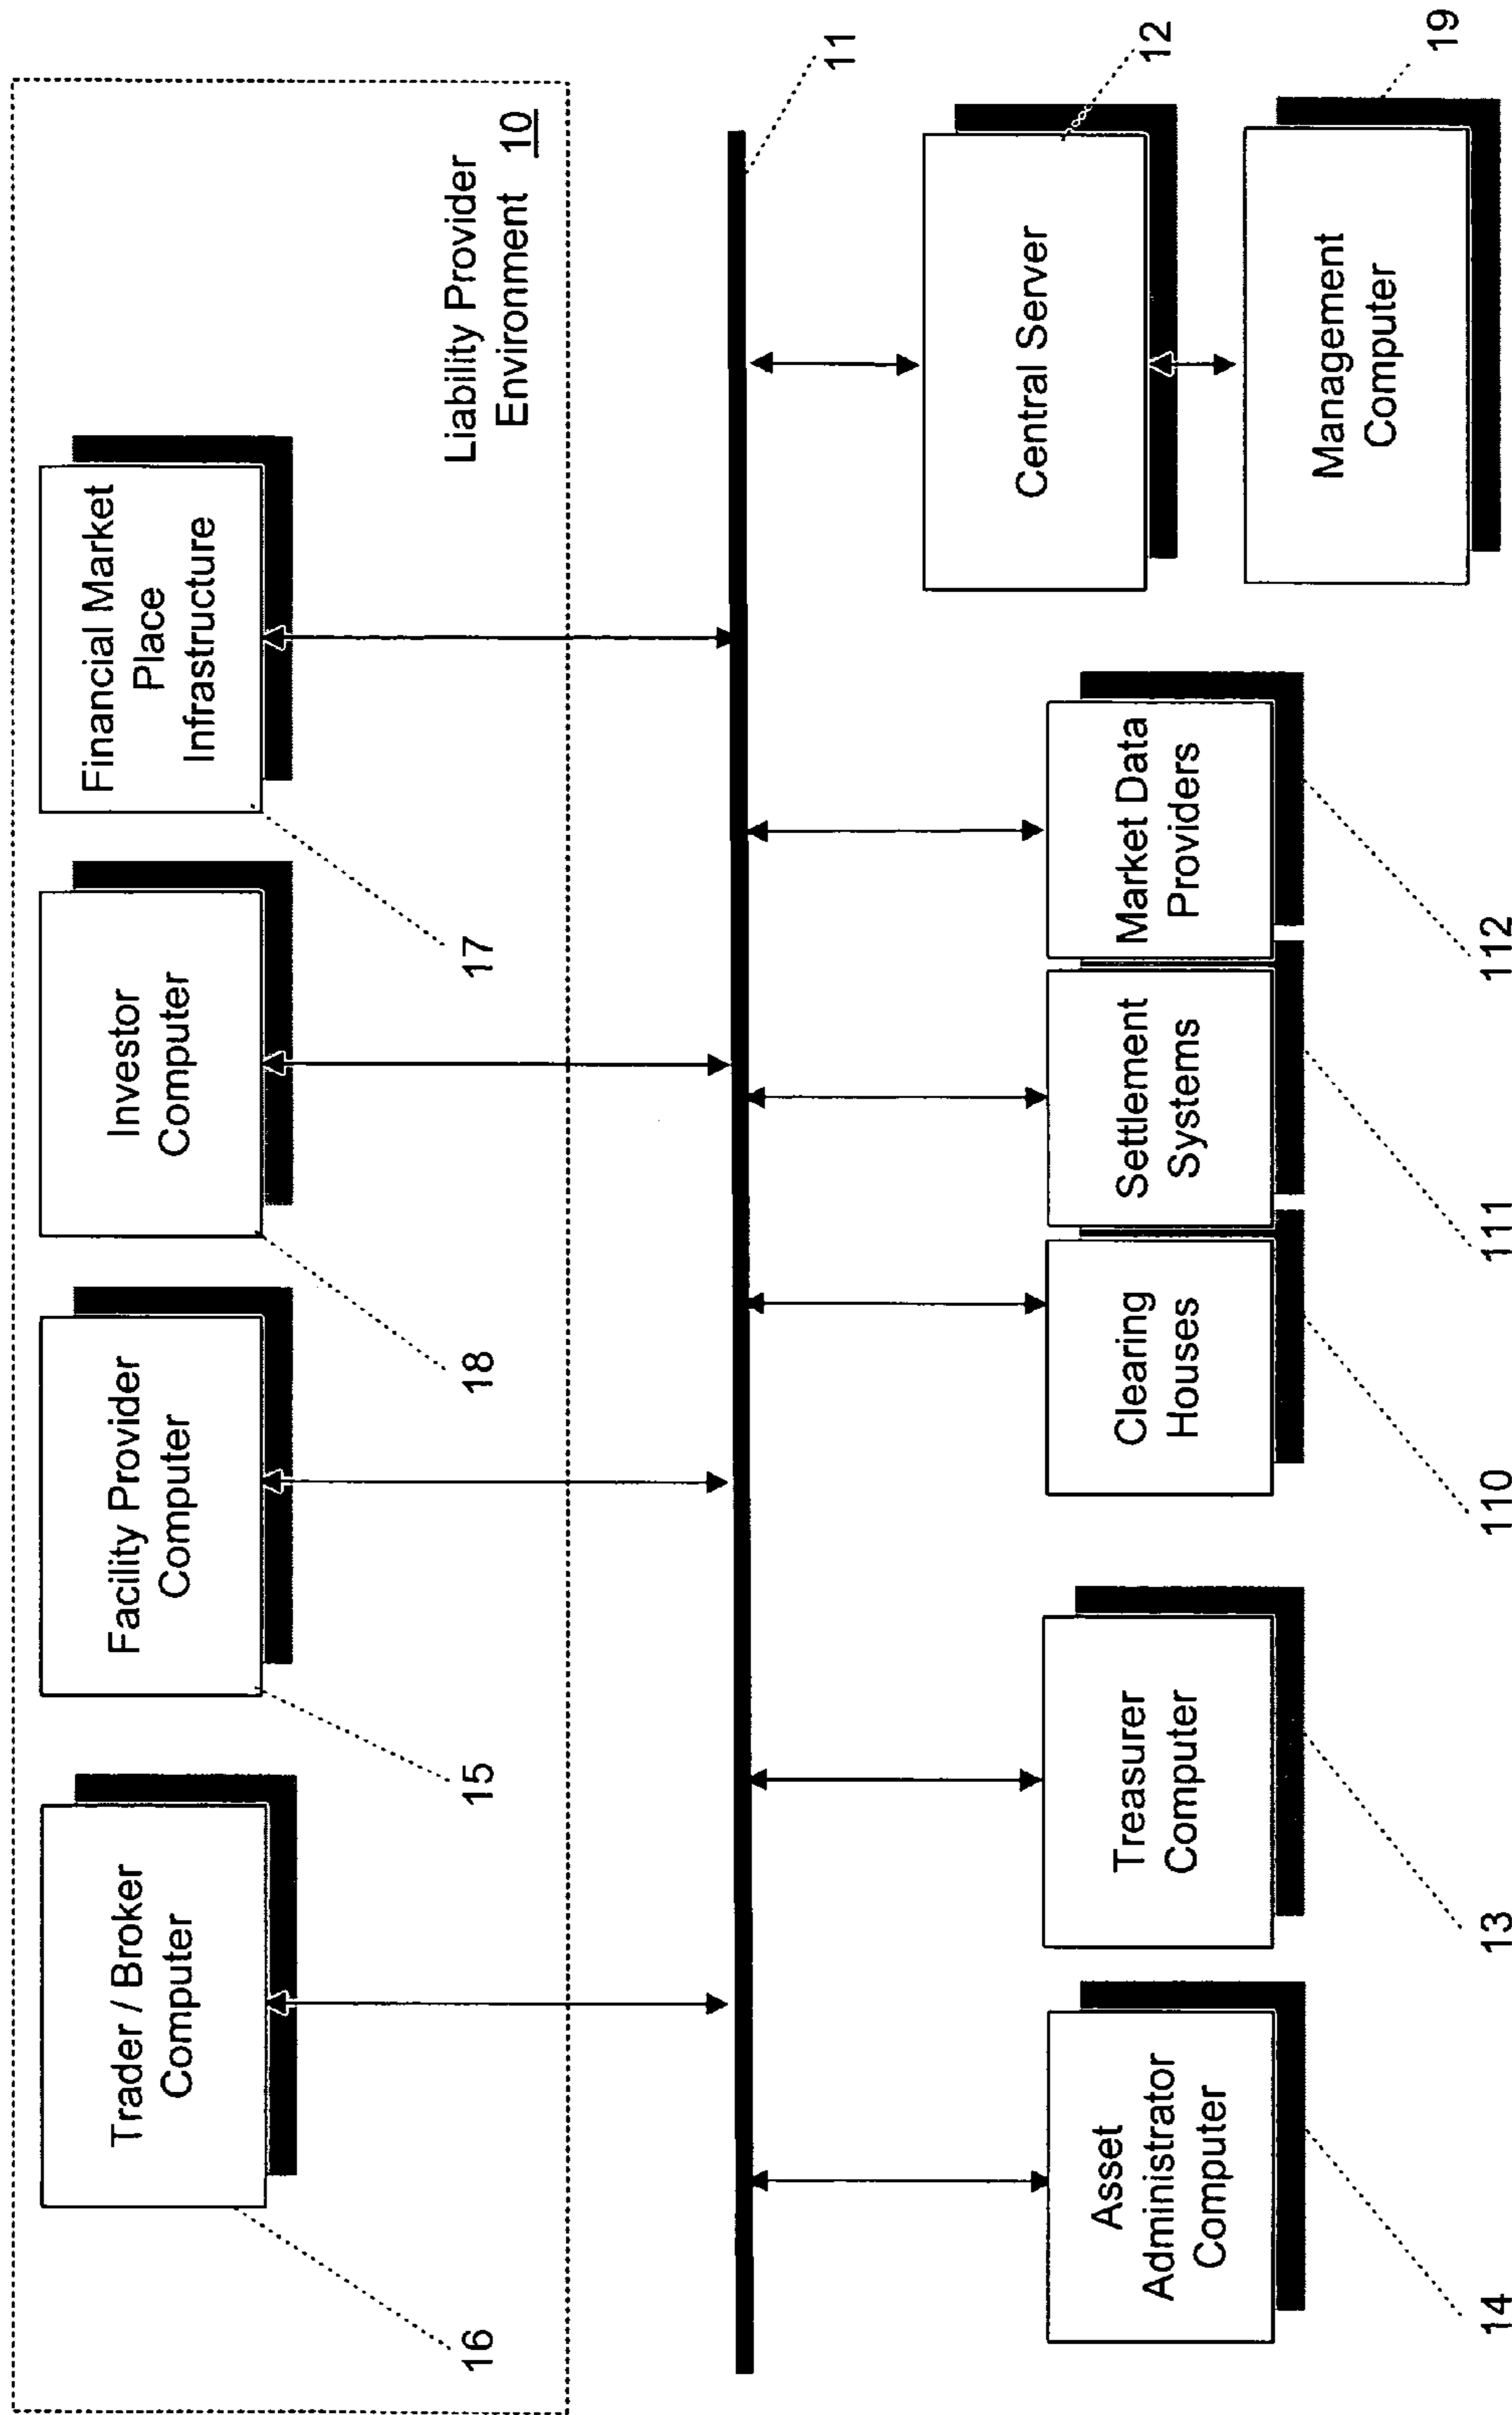 Trader / Broker
Computer
16
Facility Provider
Computer
15
Investor
Computer
18
Financial Market
Place
Infrastructure
17
Liability Provider
Environment 10
11
Asset
Administrator
Computer
14
Treasurer
Computer
13
Clearing
Houses
110
Settlement
Systems
111
Market Data
Providers
112
Central Server
12
Management
Computer
19